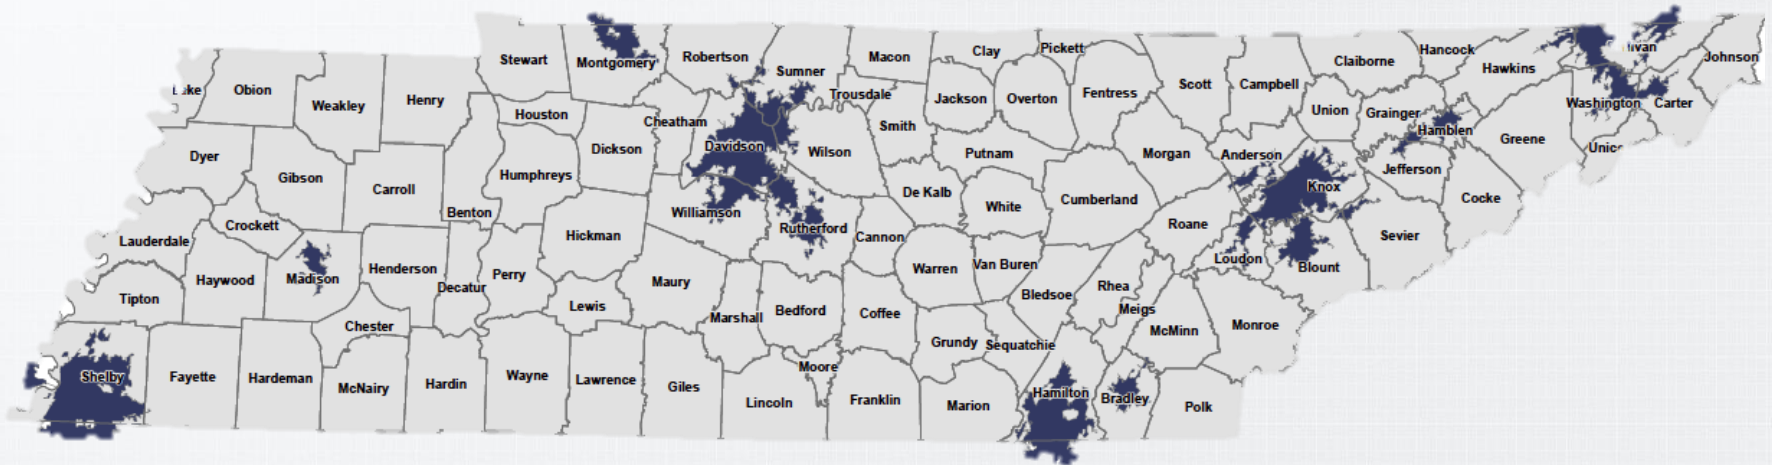 Stewart
Montgomery
Robertson
Sumner
Macon
Clay
Pickett
Scott
Campbell
Claiborne
Hancock
Hawkins
Johnson
Obion
Weakley
Henry
Houston
Cheatham
Trousdale
Jackson
Overton
Fentress
Union
Grainger
Washington
Carter
Dyer
Gibson
Carroll
Dickson
Davidson
Wilson
Smith
Putnam
Morgan
Anderson
Hamblen
Greene
Humphreys
Benton
De Kalb
White
Cumberland
Knox
Jefferson
Cocke
Lauderdale
Crockett
Williamson
Rutherford
Cannon
Roane
Loudon
Blount
Sevier
Haywood
Madison
Henderson
Decatur
Perry
Hickman
Maury
Warren
Van Buren
Bledsoe
Rhea
Meigs
McMinn
Monroe
Tipton
Chester
Lewis
Marshall
Bedford
Coffee
Grundy
Sequatchie
Shelby
Fayette
Hardeman
McNairy
Hardin
Wayne
Lawrence
Giles
Lincoln
Moore
Franklin
Marion
Hamilton
Bradley
Polk